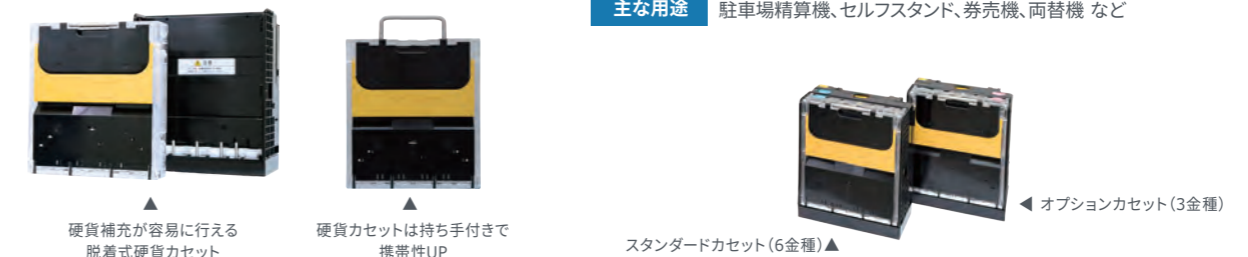 主な用途
駐車場精算機、セルフスタンド、券売機、両替機 など
▲
硬貨補充が容易に行える
脱着式硬貨カセット
▲
硬貨カセットは持ち手付きで
携帯性UP
◀ オプションカセット（3金種）
スタンダードカセット（6金種）▲